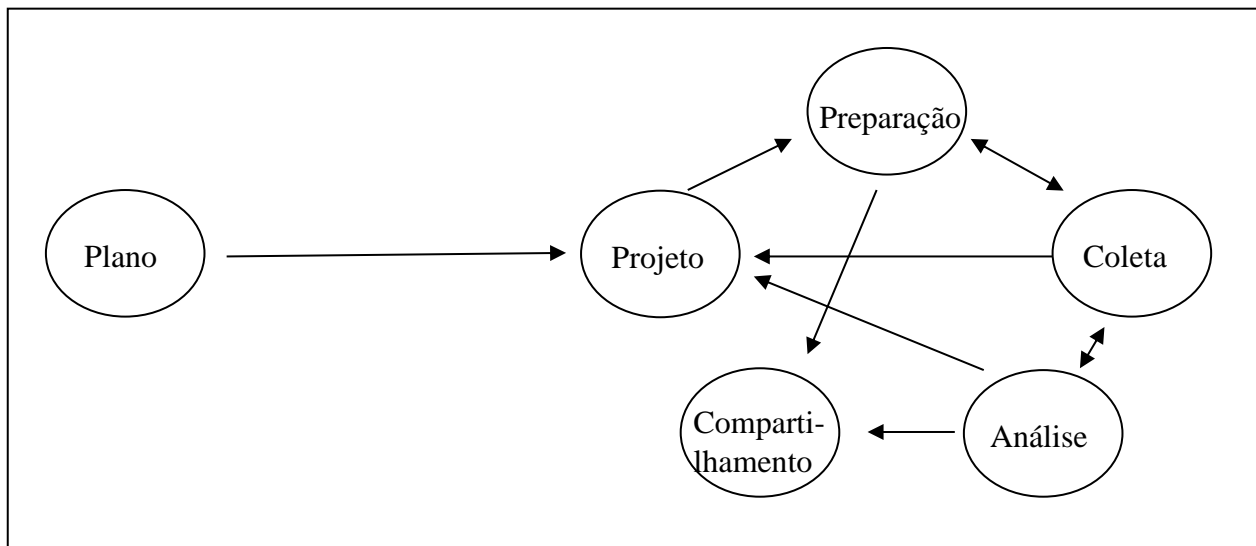 Preparação
Plano
Projeto
Coleta
Comparti-
lhamento
Análise